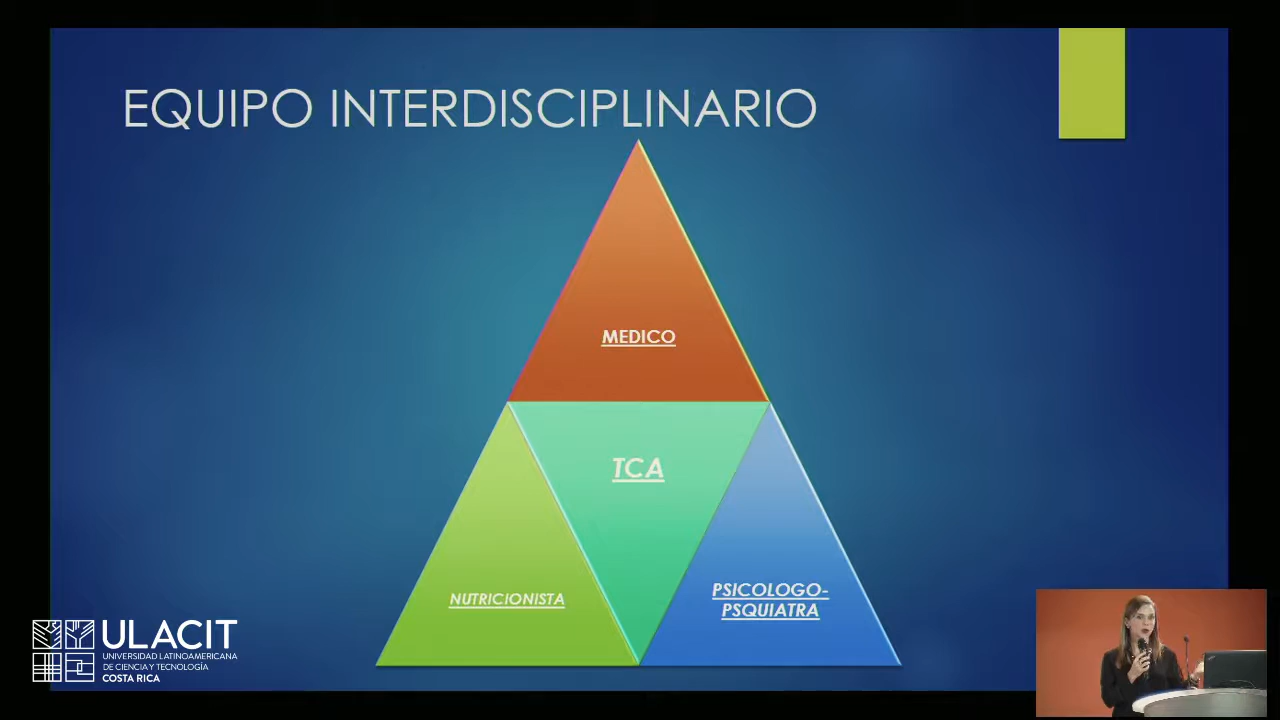 EQUIPO INTERDISCIPLINARIO
MEDICO
TCA
NUTRICIONISTA
PSICOLOGO-
PSQUIATRA
ULACIT
UNIVERSIDAD LATINOAMERICANA
DE CIENCIA Y TECNOLOGÍA
COSTA RICA